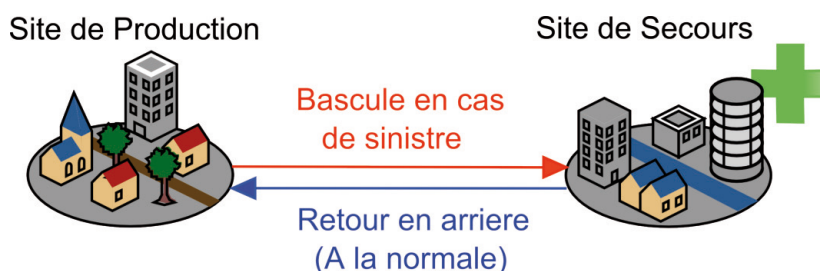 Site de Production
Site de Secours
Bascule en cas
de sinistre
Retour en arriere
(A la normale)